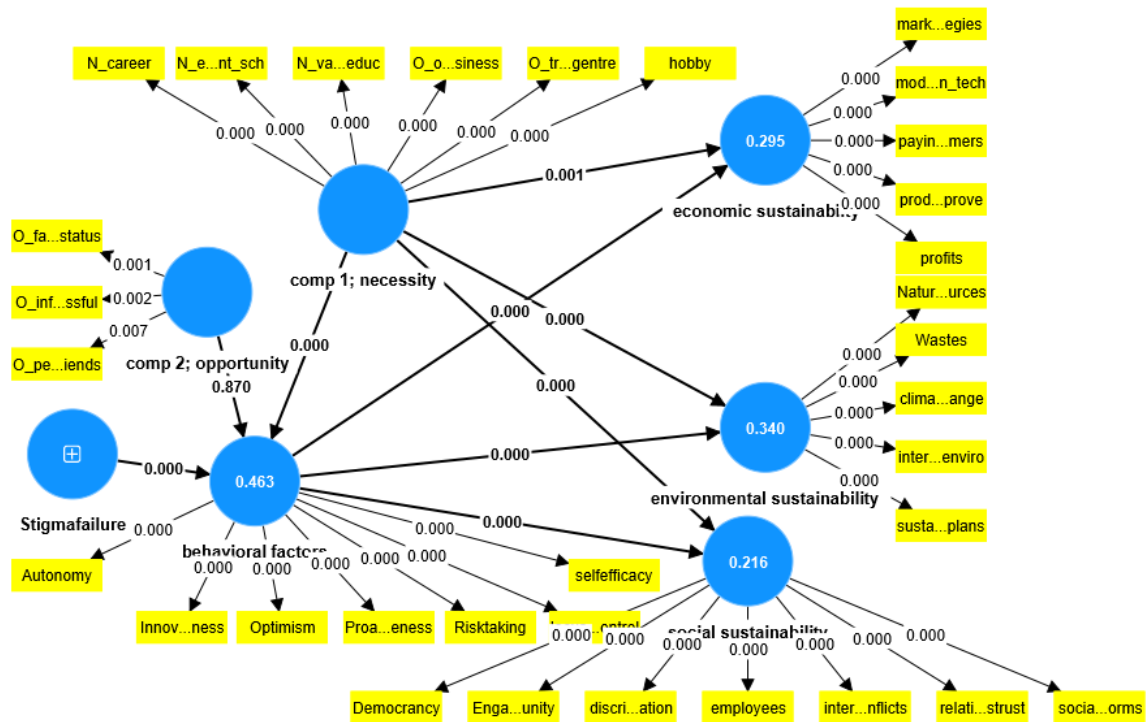 mark...egies
N_career
N_e...nt_sch
N_va...educ
O_o...siness
O_tr...gentre
hobby
0.000
mod...n_tech
0.000
0.000
0.000
0.000
0.000
0.000
0.000
0.000
0.295
0.000
payin...mers
0.000
prod...prove
0.001
0.000
economic sustainability
O_fa...status
0.001
profits
comp 1; necessity
Natur...urces
O_inf...ssful
0.002
0.000
0.000
0.007
0.000
Wastes
O_pe...iends
comp 2; opportunity
0.000
0.000
0.870
0.000
0.000
clima...ange
0.340
0.000
inter...enviro
0.000
0.000
0.463
0.000
environmental sustainability
Stigmafailure
0.000
susta...plans
0.000
behavioral factors
0.000
0.216
Autonomy
0.000
0.000
0.000
0.000
0.000
selfefficacy
Innov...ness
Optimism
Proa...eness
Risktaking
social sustainability
0.000
0.000
0.000
0.000
0.000
0.000
0.000
Democrancy
Enga...unity
discri...ation
employees
inter...nflicts
relati...strust
socia...orms